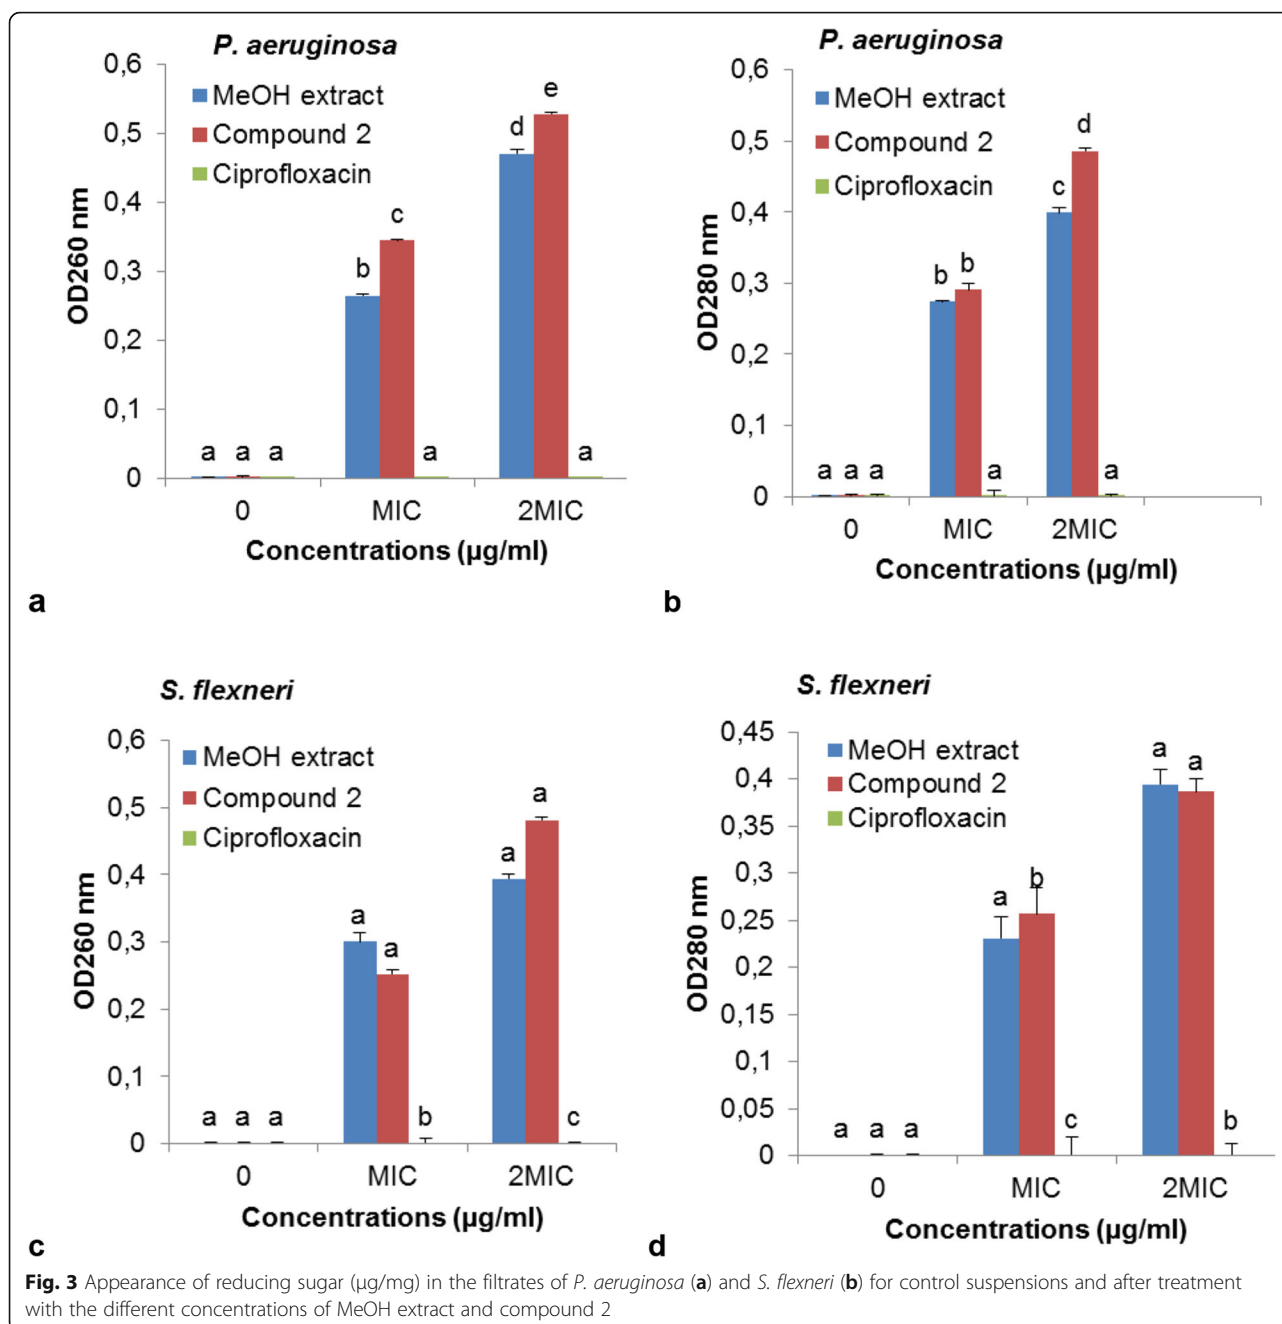 P. aeruginosa
0,6
0,5
0,4
0,3
0,2
0,1
0
OD260 nm
MeOH extract
Compound 2
Ciprofloxacin
a a a
b c a
d e a
0 MIC 2MIC
Concentrations (µg/ml)
a
P. aeruginosa
0,6
0,5
0,4
0,3
0,2
0,1
0
OD280 nm
MeOH extract
Compound 2
Ciprofloxacin
a a a
b b a
c d a
0 MIC 2MIC
Concentrations (µg/ml)
b
S. flexneri
0,6
0,5
0,4
0,3
0,2
0,1
0
OD260 nm
MeOH extract
Compound 2
Ciprofloxacin
a a a
a a b
a a c
0 MIC 2MIC
Concentrations (µg/ml)
c
S. flexneri
0,45
0,4
0,35
0,3
0,25
0,2
0,15
0,1
0,05
0
OD280 nm
MeOH extract
Compound 2
Ciprofloxacin
a a a
a b c
a a b
0 MIC 2MIC
Concentrations (µg/ml)
d
Fig. 3 Appearance of reducing sugar (µg/mg) in the filtrates of P. aeruginosa (a) and S. flexneri (b) for control suspensions and after treatment
with the different concentrations of MeOH extract and compound 2